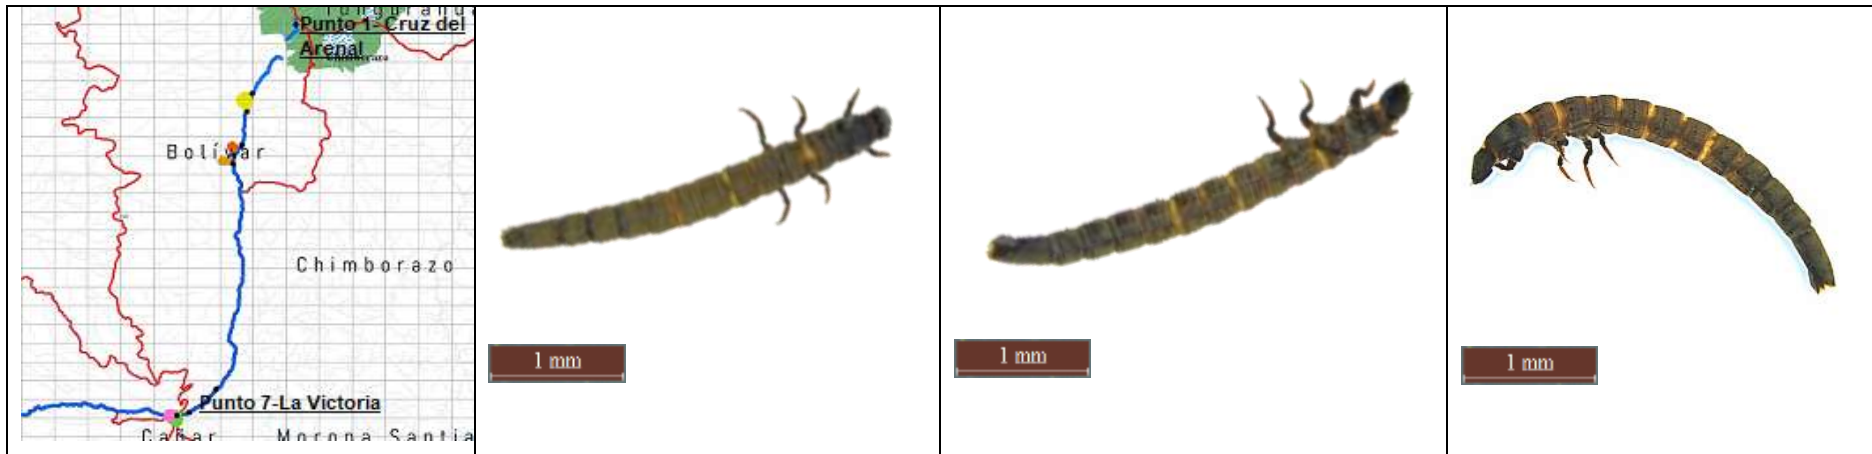 Punto 1- Cruz del
Arenal
Chimborazo
Bolívar
Chimborazo
Punto 7-La Victoria
Cañar
Morona Santia
1 mm
1 mm
1 mm